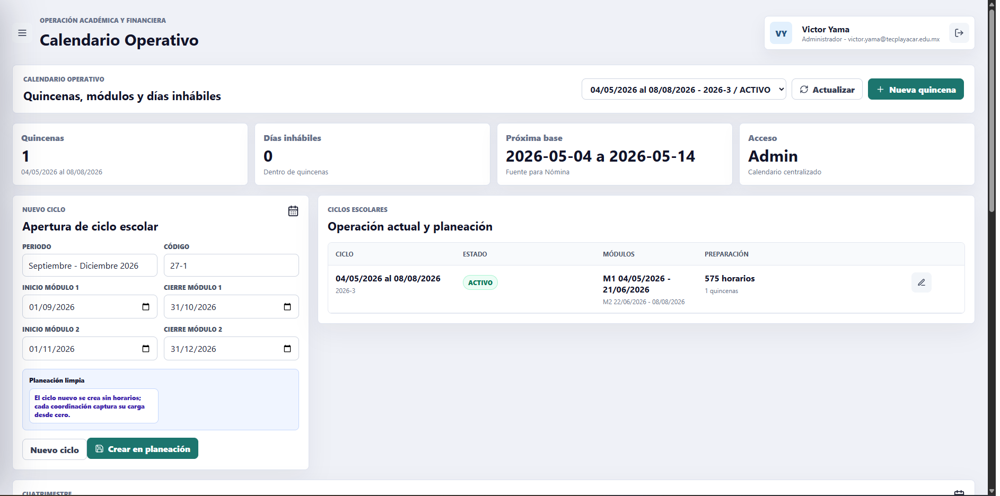 OPERACIÓN ACADÉMICA Y FINANCIERA
Calendario Operativo
VY
Victor Yama
Administrador - victor.yama@tecplayacar.edu.mx
CALENDARIO OPERATIVO
Quincenas, módulos y días inhábiles
04/05/2026 al 08/08/2026 - 2026-3 / ACTIVO
Actualizar
Nueva quincena
Quincenas
1
04/05/2026 al 08/08/2026
Días inhábiles
0
Dentro de quincenas
Próxima base
2026-05-04 a 2026-05-14
Fuente para Nómina
Acceso
Admin
Calendario centralizado
NUEVO CICLO
Apertura de ciclo escolar
PERIODO
CÓDIGO
Septiembre - Diciembre 2026
27-1
INICIO MÓDULO 1
CIERRE MÓDULO 1
01/09/2026
31/10/2026
INICIO MÓDULO 2
CIERRE MÓDULO 2
01/11/2026
31/12/2026
Planeación limpia
El ciclo nuevo se crea sin horarios;
cada coordinación captura su carga
desde cero.
Nuevo ciclo
Crear en planeación
CICLOS ESCOLARES
Operación actual y planeación
CICLO
ESTADO
MÓDULOS
PREPARACIÓN
04/05/2026 al 08/08/2026
2026-3
ACTIVO
M1 04/05/2026 -
21/06/2026
M2 22/06/2026 - 08/08/2026
575 horarios
1 quincenas
CUATRIMESTRE